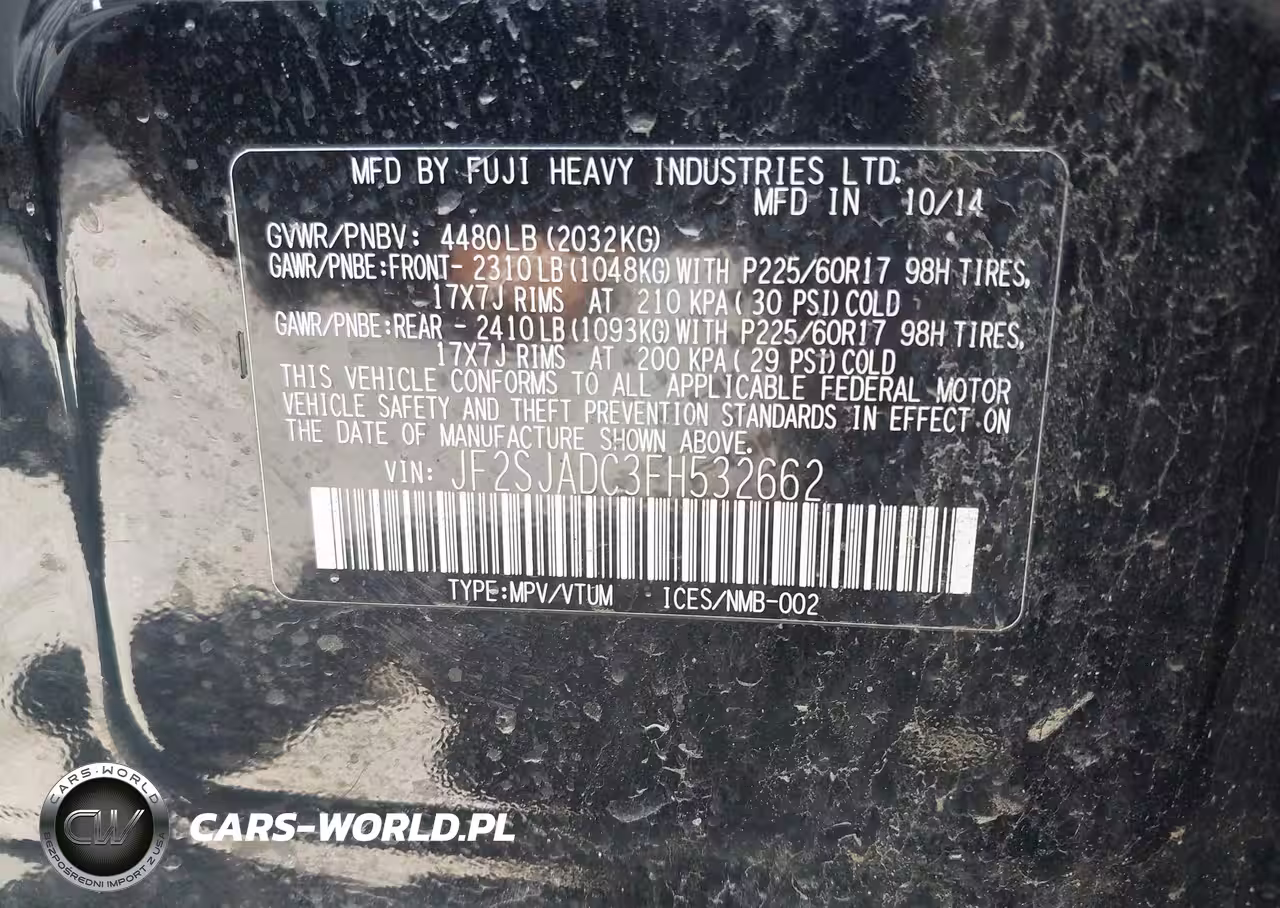 MFD BY FUJI HEAVY INDUSTRIES LTD.
MFD IN 10/14
GVWR/PNBV: 4480LB (2032KG)
GAWR/PNBE:FRONT- 2310LB(1048KG)WITH P225/60R17 98H TIRES,
17X7J RIMS AT 210 KPA( 30 PSI)COLD
GAWR/PNBE:REAR - 2410LB(1093KG)WITH P225/60R17 98H TIRES,
17X7J RIMS AT 200 KPA( 29 PSI)COLD
THIS VEHICLE CONFORMS TO ALL APPLICABLE FEDERAL MOTOR
VEHICLE SAFETY AND THEFT PREVENTION STANDARDS IN EFFECT ON
THE DATE OF MANUFACTURE SHOWN ABOVE.
VIN: JF2SJADC3FH532662
TYPE:MPV/VTUM ICES/NMB-002
CARS-WORLD
CW
BEZPOŚREDNI IMPORT Z USA
CARS-WORLD.PL